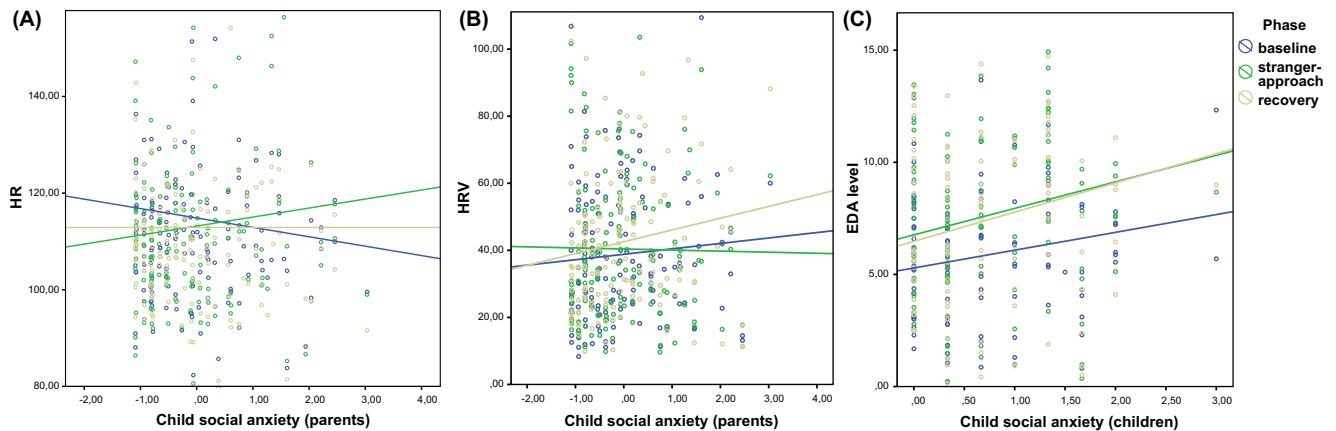 (A)
HR
140,00
120,00
100,00
80,00
-2,00 -1,00 ,00 1,00 2,00 3,00 4,00
Child social anxiety (parents)
(B)
HRV
100,00
80,00
60,00
40,00
20,00
,00
-2,00 -1,00 ,00 1,00 2,00 3,00 4,00
Child social anxiety (parents)
(C)
EDA level
15,00
10,00
5,00
,00
,00 ,50 1,00 1,50 2,00 2,50 3,00
Child social anxiety (children)
Phase
baseline
stranger-
approach
recovery